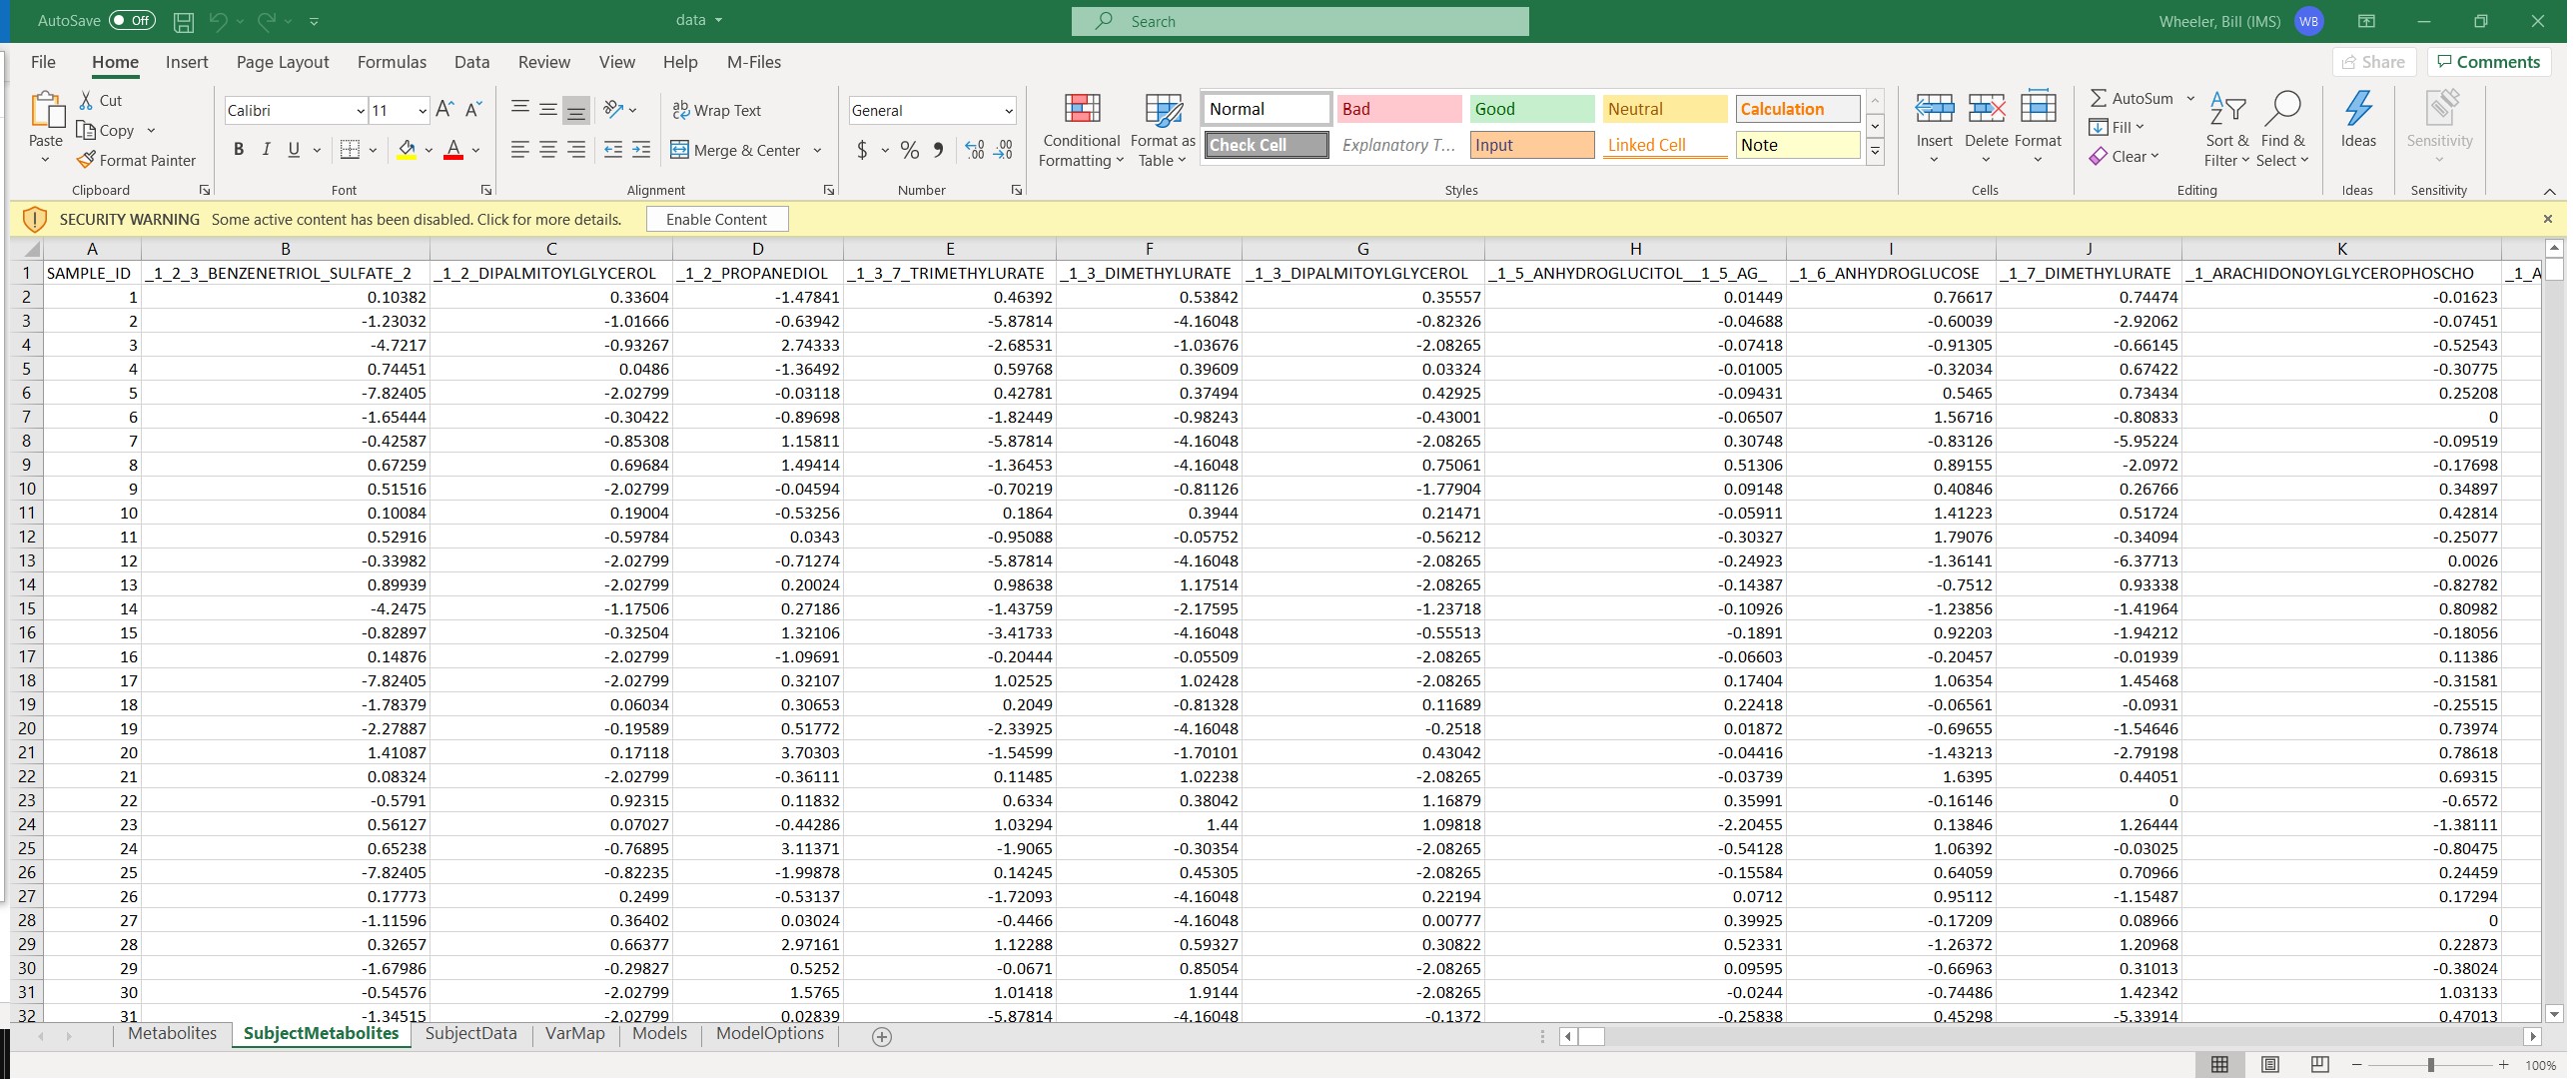 AutoSave Off data Search Wheeler, Bill (IMS) WB
File Home Insert Page Layout Formulas Data Review View Help M-Files Share Comments
Paste Cut Copy Format Painter Clipboard
Calibri 11 A A B I U A Font
ab Wrap Text Merge & Center Alignment
General $ % Number
Conditional Formatting Format as Table
Normal Bad Good Neutral Calculation
Check Cell Explanatory T... Input Linked Cell Note
Styles
Insert Delete Format Cells
AutoSum Fill Clear Sort & Filter Find & Select Editing
Ideas Ideas
Sensitivity Sensitivity
SECURITY WARNING Some active content has been disabled. Click for more details. Enable Content
A B C D E F G H I J K
1 SAMPLE_ID _1_2_3_BENZENETRIOL_SULFATE_2 _1_2_DIPALMITOYLGLYCEROL _1_2_PROPANEDIOL _1_3_7_TRIMETHYLURATE _1_3_DIMETHYLURATE _1_3_DIPALMITOYLGLYCEROL _1_5_ANHYDROGLUCITOL__1_5_AG_ _1_6_ANHYDROGLUCOSE _1_7_DIMETHYLURATE _1_ARACHIDONOYLGLYCEROPHOSCHO _1_A
2 1 0.10382 0.33604 -1.47841 0.46392 0.53842 0.35557 0.01449 0.76617 0.74474 -0.01623
3 2 -1.23032 -1.01666 -0.63942 -5.87814 -4.16048 -0.82326 -0.04688 -0.60039 -2.92062 -0.07451
4 3 -4.7217 -0.93267 2.74333 -2.68531 -1.03676 -2.08265 -0.07418 -0.91305 -0.66145 -0.52543
5 4 0.74451 0.0486 -1.36492 0.59768 0.39609 0.03324 -0.01005 -0.32034 0.67422 -0.30775
6 5 -7.82405 -2.02799 -0.03118 0.42781 0.37494 0.42925 -0.09431 0.5465 0.73434 0.25208
7 6 -1.65444 -0.30422 -0.89698 -1.82449 -0.98243 -0.43001 -0.06507 1.56716 -0.80833 0
8 7 -0.42587 -0.85308 1.15811 -5.87814 -4.16048 -2.08265 0.30748 -0.83126 -5.95224 -0.09519
9 8 0.67259 0.69684 1.49414 -1.36453 -4.16048 0.75061 0.51306 0.89155 -2.0972 -0.17698
10 9 0.51516 -2.02799 -0.04594 -0.70219 -0.81126 -1.77904 0.09148 0.40846 0.26766 0.34897
11 10 0.10084 0.19004 -0.53256 0.1864 0.3944 0.21471 -0.05911 1.41223 0.51724 0.42814
12 11 0.52916 -0.59784 0.0343 -0.95088 -0.05752 -0.56212 -0.30327 1.79076 -0.34094 -0.25077
13 12 -0.33982 -2.02799 -0.71274 -5.87814 -4.16048 -2.08265 -0.24923 -1.36141 -6.37713 0.0026
14 13 0.89939 -2.02799 0.20024 0.98638 1.17514 -2.08265 -0.14387 -0.7512 0.93338 -0.82782
15 14 -4.2475 -1.17506 0.27186 -1.43759 -2.17595 -1.23718 -0.10926 -1.23856 -1.41964 0.80982
16 15 -0.82897 -0.32504 1.32106 -3.41733 -4.16048 -0.55513 -0.1891 0.92203 -1.94212 -0.18056
17 16 0.14876 -2.02799 -1.09691 -0.20444 -0.05509 -2.08265 -0.06603 -0.20457 -0.01939 0.11386
18 17 -7.82405 -2.02799 0.32107 1.02525 1.02428 -2.08265 0.17404 1.06354 1.45468 -0.31581
19 18 -1.78379 0.06034 0.30653 0.2049 -0.81328 0.11689 0.22418 -0.06561 -0.0931 -0.25515
20 19 -2.27887 -0.19589 0.51772 -2.33925 -4.16048 -0.2518 0.01872 -0.69655 -1.54646 0.73974
21 20 1.41087 0.17118 3.70303 -1.54599 -1.70101 0.43042 -0.04416 -1.43213 -2.79198 0.78618
22 21 0.08324 -2.02799 -0.36111 0.11485 1.02238 -2.08265 -0.03739 1.6395 0.44051 0.69315
23 22 -0.5791 0.92315 0.11832 0.6334 0.38042 1.16879 0.35991 -0.16146 0 -0.6572
24 23 0.56127 0.07027 -0.44286 1.03294 1.44 1.09818 -2.20455 0.13846 1.26444 -1.38111
25 24 0.65238 -0.76895 3.11371 -1.9065 -0.30354 -2.08265 -0.54128 1.06392 -0.03025 -0.80475
26 25 -7.82405 -0.82235 -1.99878 0.14245 0.45305 -2.08265 -0.15584 0.64059 0.70966 0.24459
27 26 0.17773 0.2499 -0.53137 -1.72093 -4.16048 0.22194 0.0712 0.95112 -1.15487 0.17294
28 27 -1.11596 0.36402 0.03024 -0.4466 -4.16048 0.00777 0.39925 -0.17209 0.08966 0
29 28 0.32657 0.66377 2.97161 1.12288 0.59327 0.30822 0.52331 -1.26372 1.20968 0.22873
30 29 -1.67986 -0.29827 0.5252 -0.0671 0.85054 -2.08265 0.09595 -0.66963 0.31013 -0.38024
31 30 -0.54576 -2.02799 1.5765 1.01418 1.9144 -2.08265 -0.0244 -0.74486 1.42342 1.03133
32 31 -1.34515 -2.02799 0.02839 -5.87814 -4.16048 -0.1372 -0.25838 0.45298 -5.33914 0.47013
Metabolites SubjectMetabolites SubjectData VarMap Models ModelOptions
100%